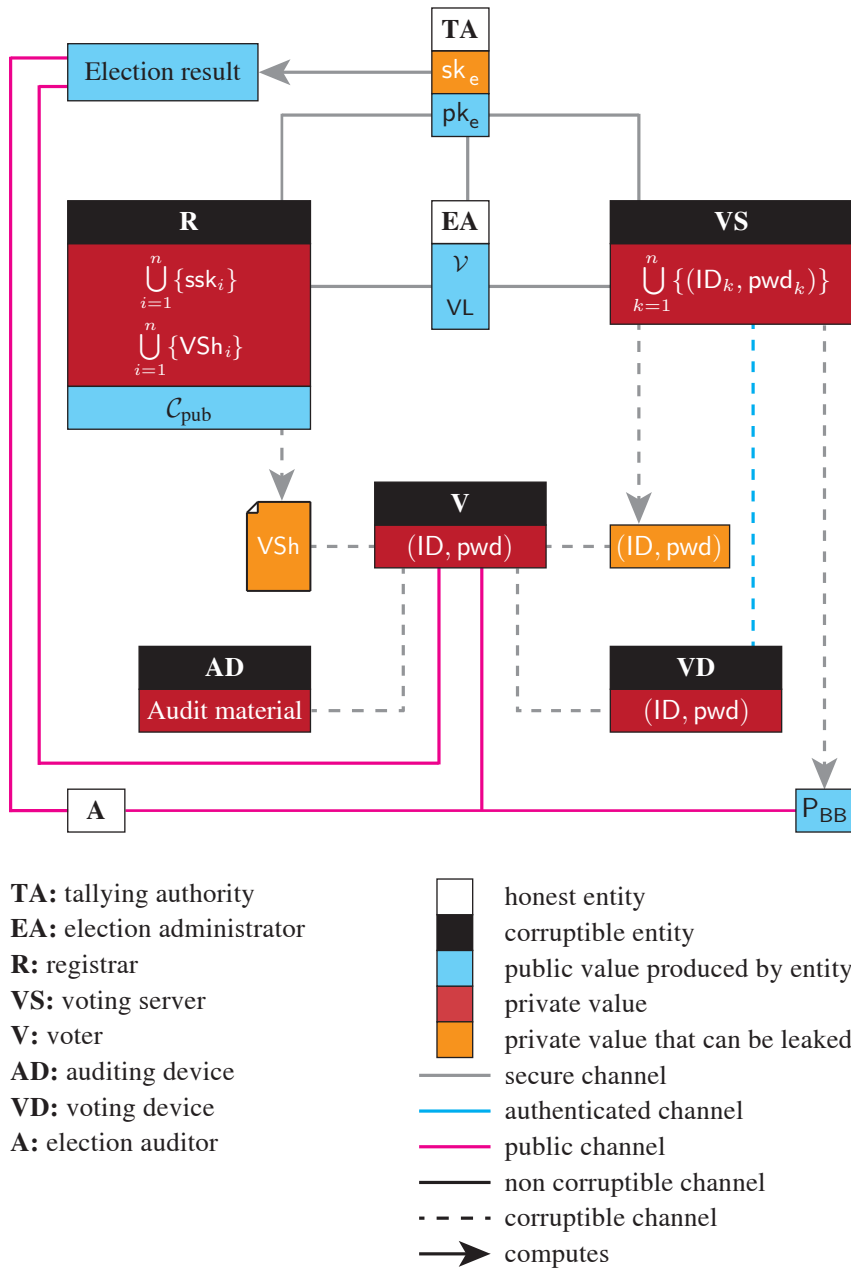 TA
Election result
sk_e
pk_e
R
EA
VS
n
⋃ {ssk_i}
i=1
n
⋃ {VSh_i}
i=1
𝒱
VL
n
⋃ {(ID_k, pwd_k)}
k=1
𝒞_pub
V
VSh
(ID, pwd)
(ID, pwd)
AD
Audit material
VD
(ID, pwd)
A
P_BB
TA: tallying authority
EA: election administrator
R: registrar
VS: voting server
V: voter
AD: auditing device
VD: voting device
A: election auditor
honest entity
corruptible entity
public value produced by entity
private value
private value that can be leaked
secure channel
authenticated channel
public channel
non corruptible channel
corruptible channel
computes